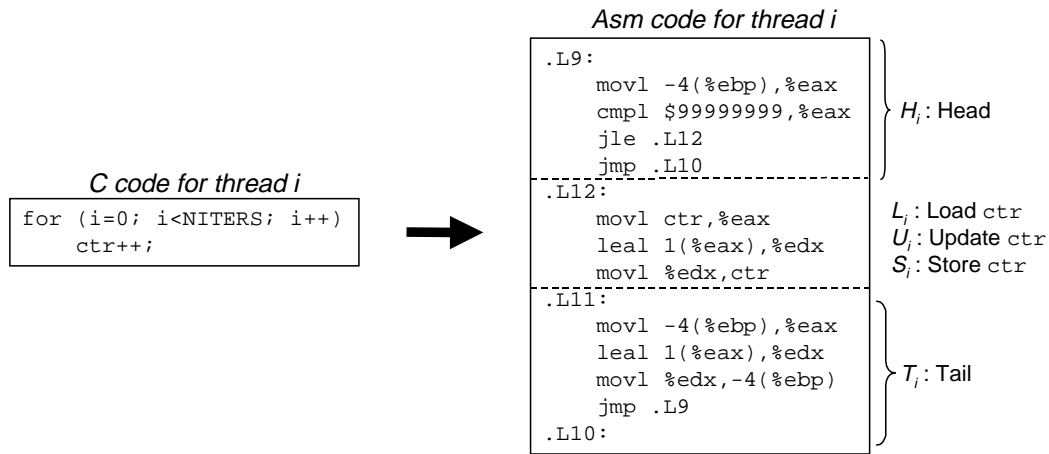 Asm code for thread i
C code for thread i
for (i=0; i<NITERS; i++)
    ctr++;
.L9:
    movl -4(%ebp),%eax
    cmpl $99999999,%eax
    jle .L12
    jmp .L10
Hi : Head
.L12:
    movl ctr,%eax
    leal 1(%eax),%edx
    movl %edx,ctr
Li : Load ctr
Ui : Update ctr
Si : Store ctr
.L11:
    movl -4(%ebp),%eax
    leal 1(%eax),%edx
    movl %edx,-4(%ebp)
    jmp .L9
.L10:
Ti : Tail